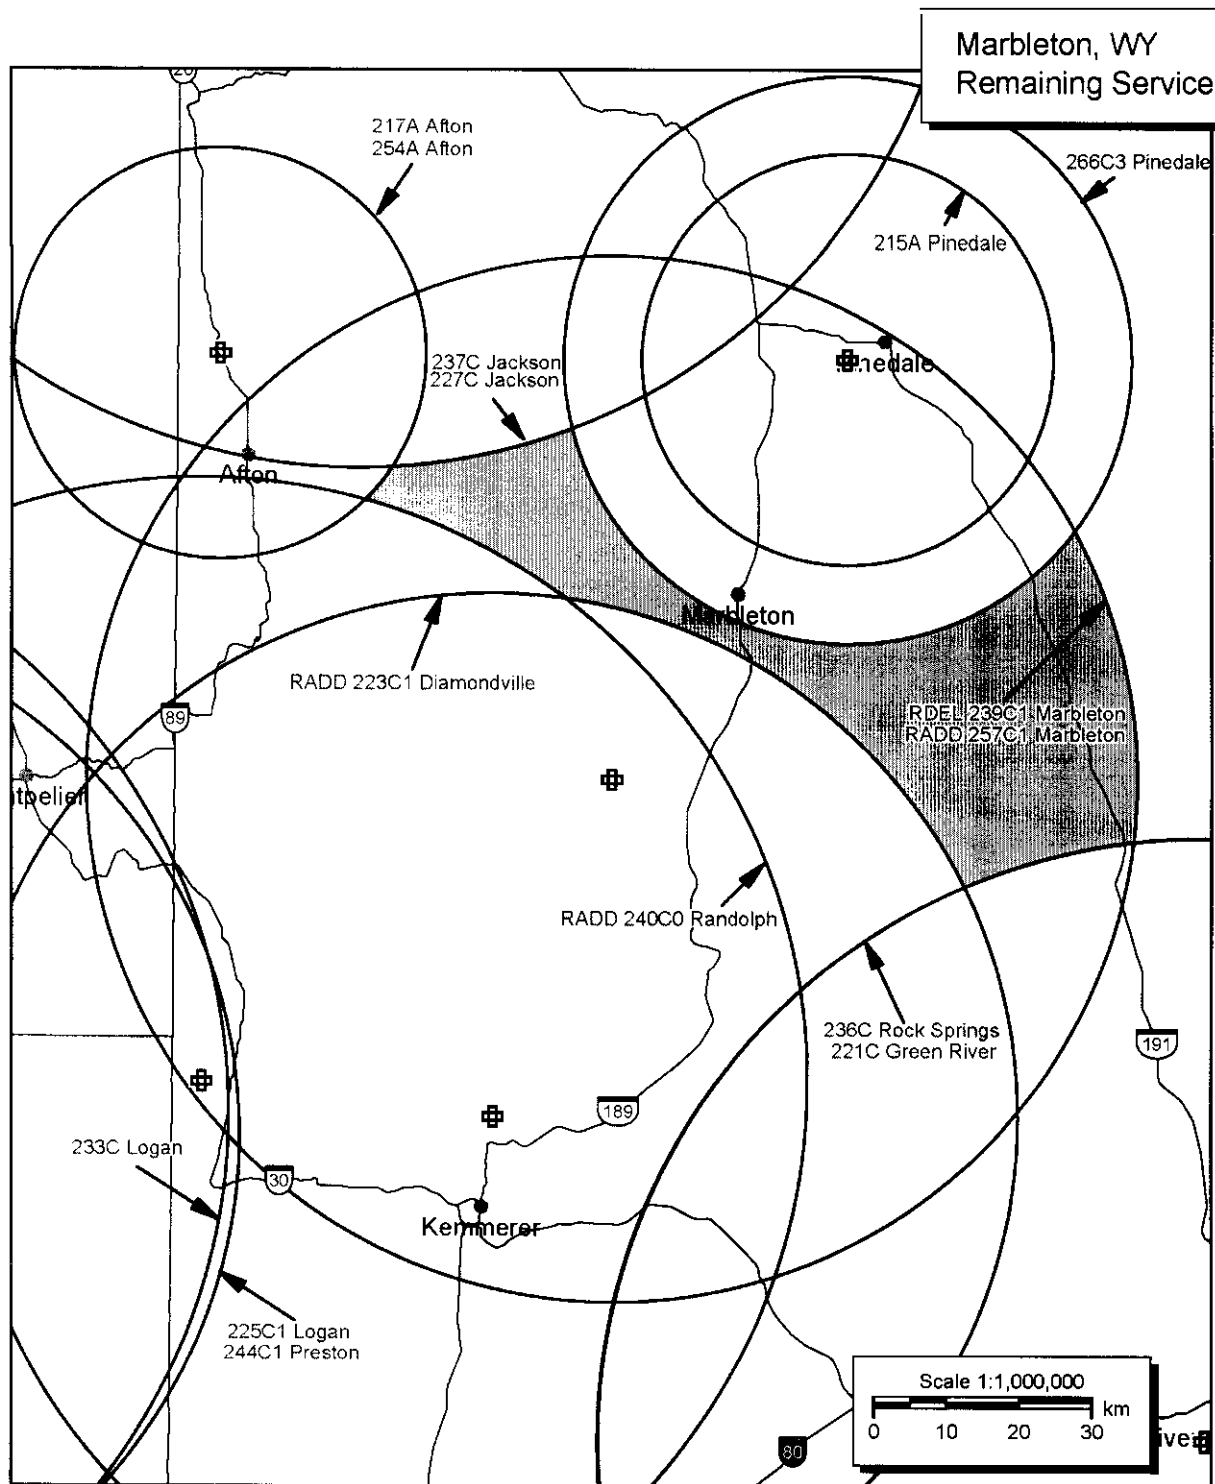 Marbleton, WY
Remaining Service
217A Afton
254A Afton
266C3 Pinedale
215A Pinedale
237C Jackson
227C Jackson
Afton
Marbleton
RADD 223C1 Diamondville
RDEL 239C1 Marbleton
RADD 257C1 Marbleton
89
RADD 240C0 Randolph
236C Rock Springs
221C Green River
191
189
233C Logan
30
Kemmerer
225C1 Logan
244C1 Preston
Scale 1:1,000,000
km
0 10 20 30
80